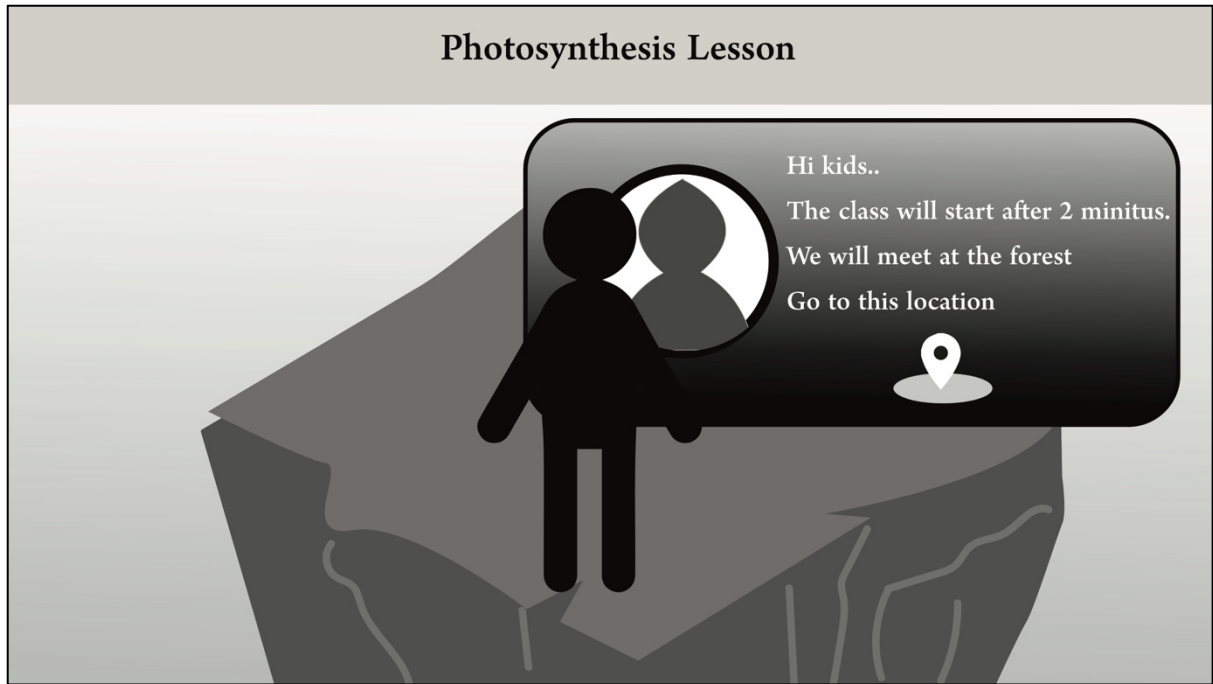 Photosynthesis Lesson
Hi kids..
The class will start after 2 minitus.
We will meet at the forest
Go to this location